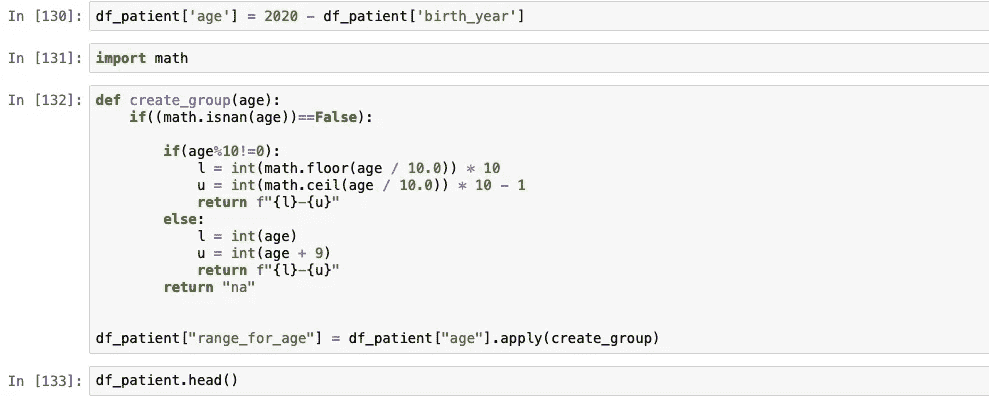 In [130]: df_patient['age'] = 2020 - df_patient['birth_year']
In [131]: import math
In [132]: def create_group(age):
    if((math.isnan(age))==False):
        if(age%10!=0):
            l = int(math.floor(age / 10.0)) * 10
            u = int(math.ceil(age / 10.0)) * 10 - 1
            return f"{l}-{u}"
        else:
            l = int(age)
            u = int(age + 9)
            return f"{l}-{u}"
        return "na"
df_patient["range_for_age"] = df_patient["age"].apply(create_group)
In [133]: df_patient.head()